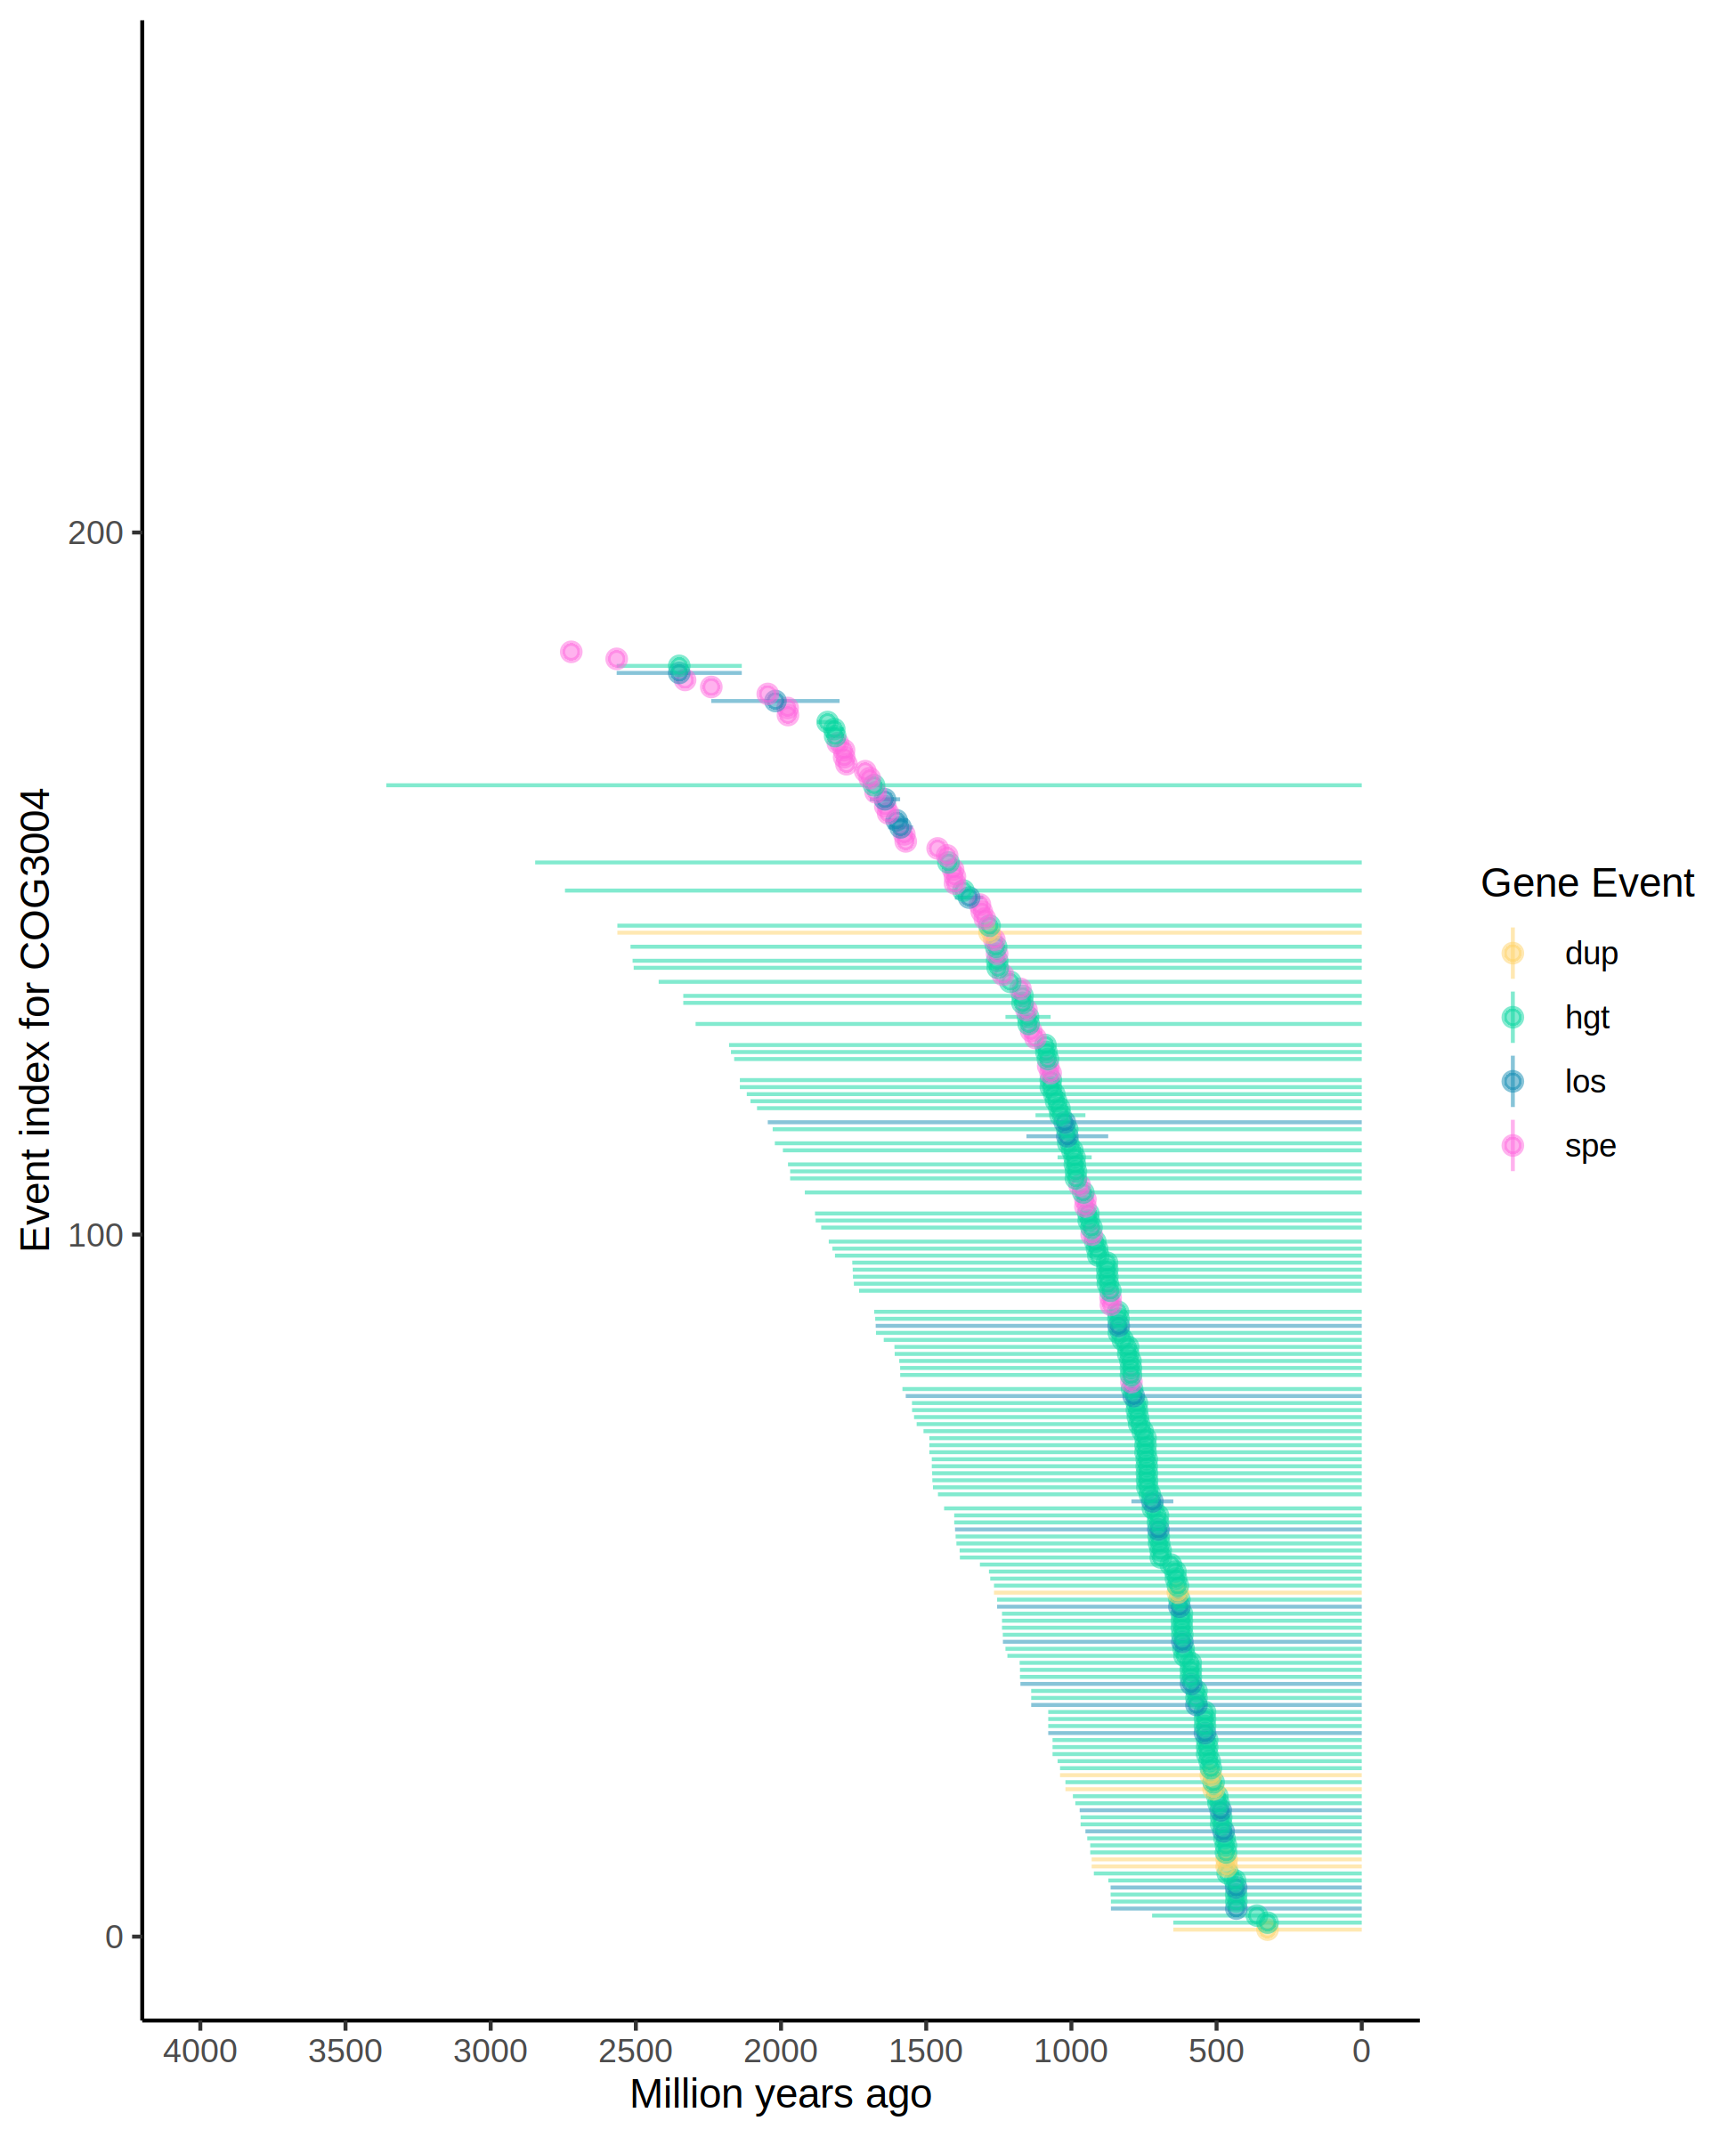 Event index for COG3004
200
100
0
4000 3500 3000 2500 2000 1500 1000 500 0
Million years ago
Gene Event
dup
hgt
los
spe